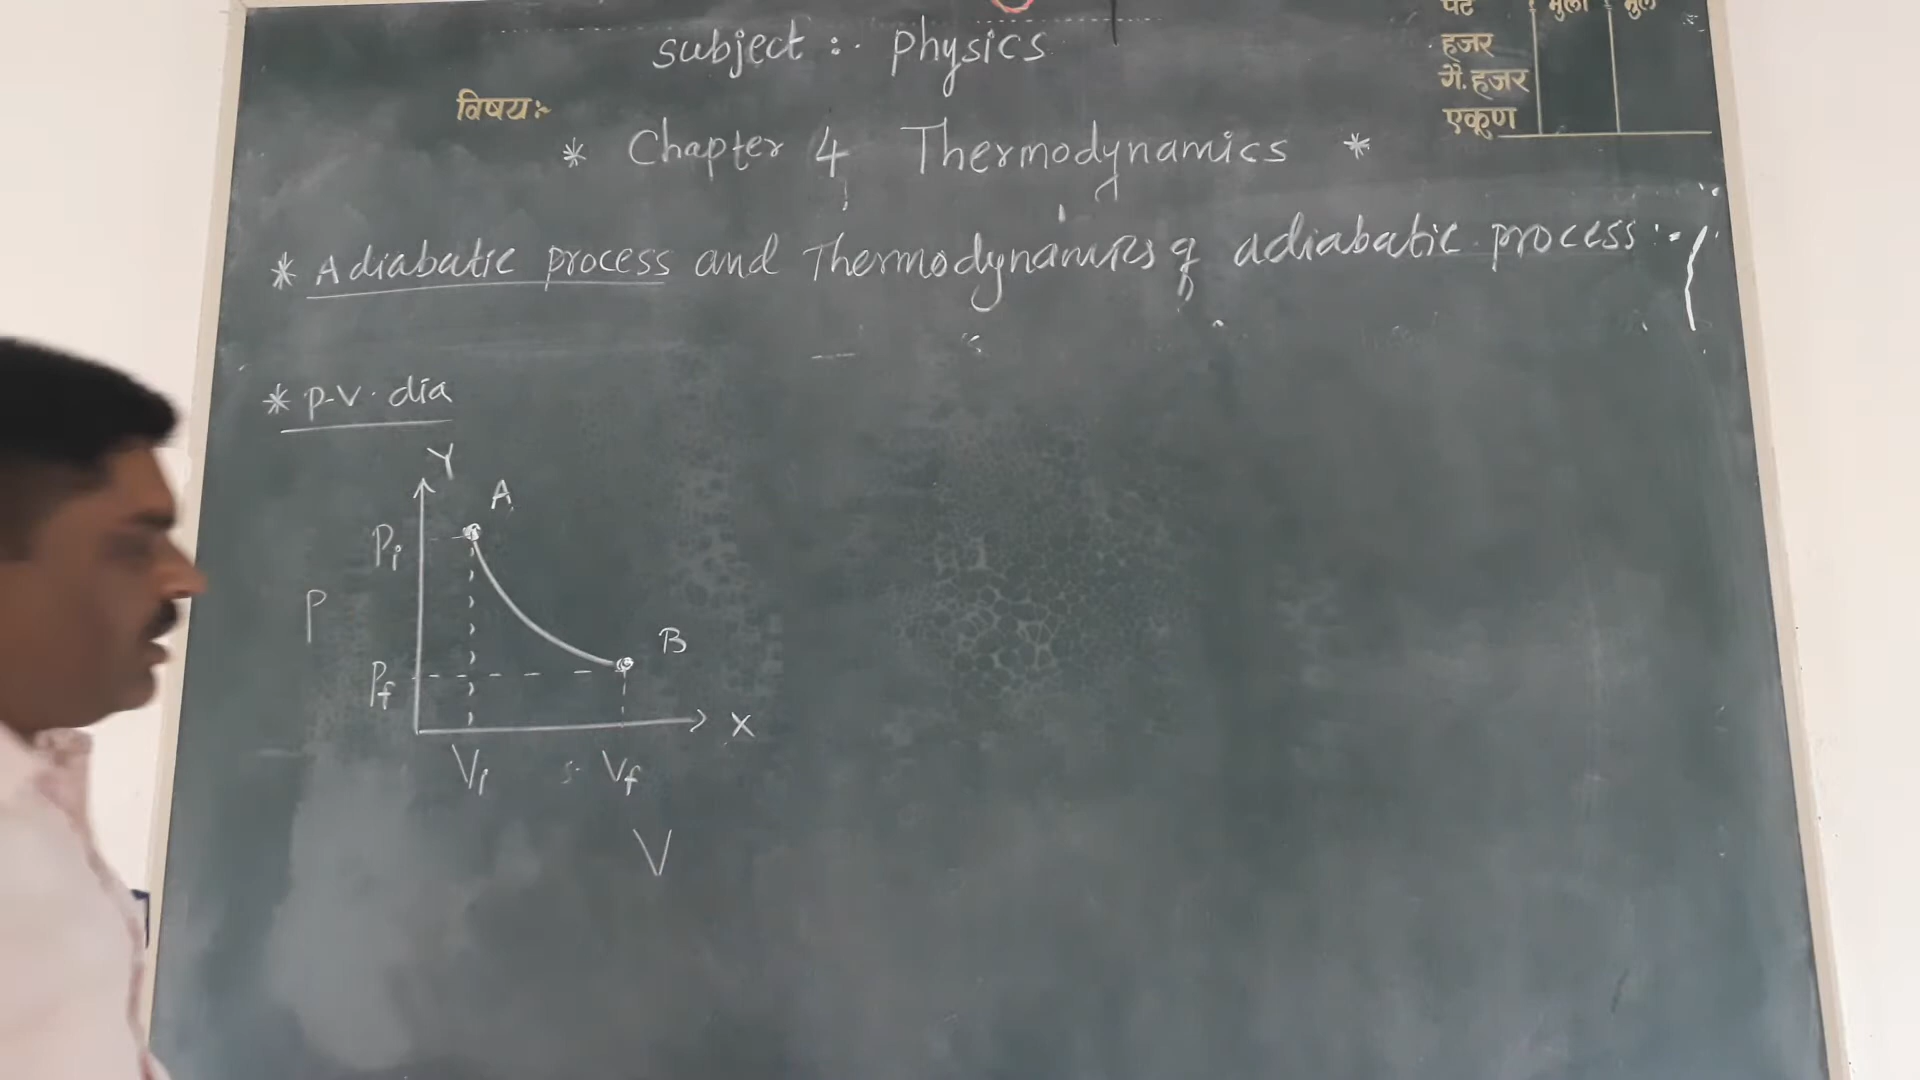 subject :- physics
विषय:-
* Chapter 4 Thermodynamics *
* Adiabatic process and Thermodynamics of adiabatic process :-
* P-V. dia
Y
A
Pi
P
B
Pf
X
Vi
Vf
V
हजर
गै. हजर
एकूण